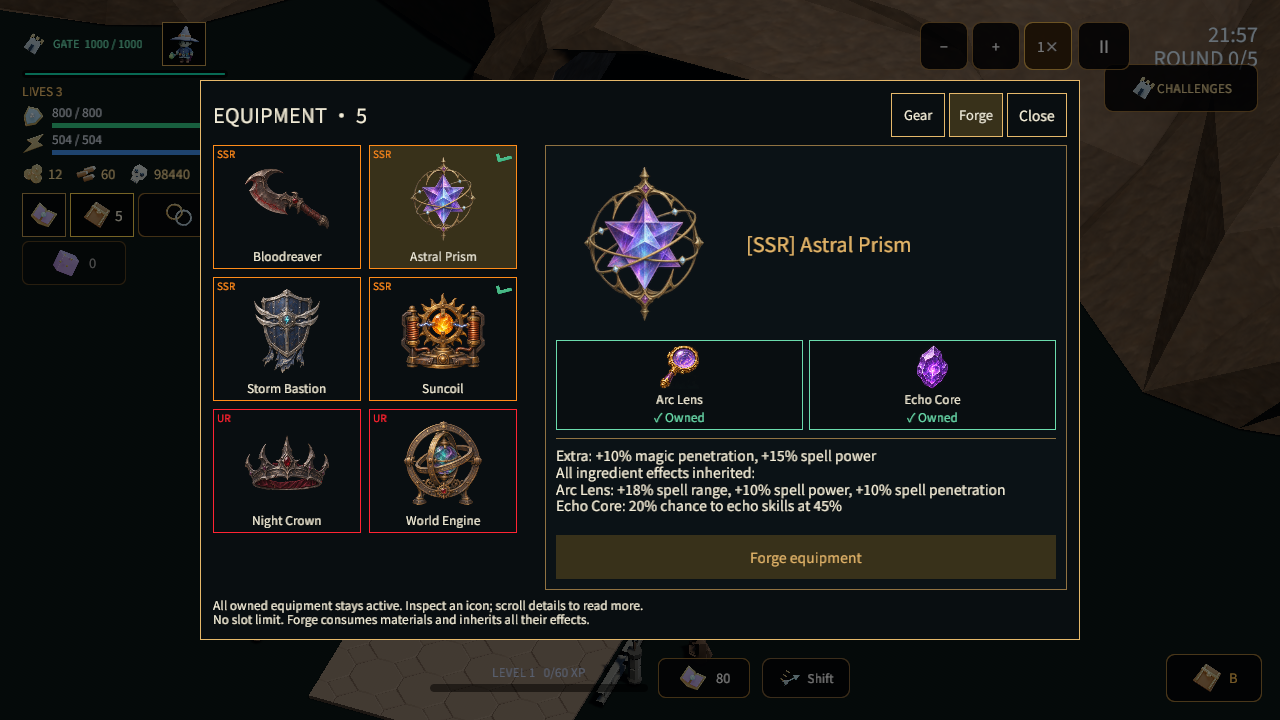 GATE 1000 / 1000
LIVES 3
800 / 800
504 / 504
12 60 98440
5
0
− + 1× II
21:57
ROUND 0/5
CHALLENGES
EQUIPMENT • 5
Gear Forge Close
SSR
Bloodreaver
SSR
Astral Prism
SSR
Storm Bastion
SSR
Suncoil
UR
Night Crown
UR
World Engine
[SSR] Astral Prism
Arc Lens
✓ Owned
Echo Core
✓ Owned
Extra: +10% magic penetration, +15% spell power
All ingredient effects inherited:
Arc Lens: +18% spell range, +10% spell power, +10% spell penetration
Echo Core: 20% chance to echo skills at 45%
Forge equipment
All owned equipment stays active. Inspect an icon; scroll details to read more.
No slot limit. Forge consumes materials and inherits all their effects.
LEVEL 1 0/60 XP
80
Shift
B